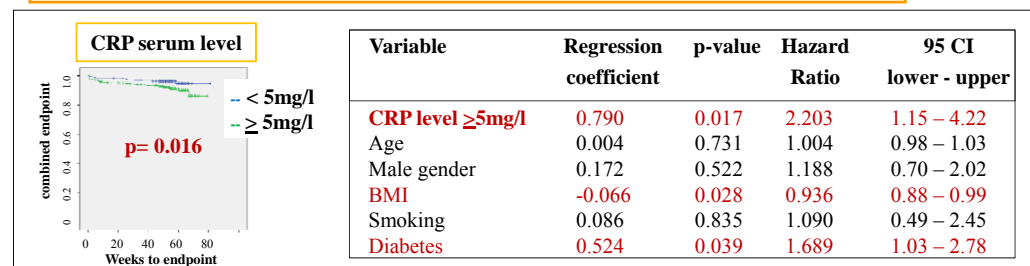 CRP serum level
combined endpoint
1.0
0.8
0.6
0.4
0.2
0
0 20 40 60 80
Weeks to endpoint
p= 0.016
< 5mg/l
≥ 5mg/l
Variable Regression coefficient p-value Hazard Ratio 95 CI lower - upper
CRP level ≥5mg/l 0.790 0.017 2.203 1.15 – 4.22
Age 0.004 0.731 1.004 0.98 – 1.03
Male gender 0.172 0.522 1.188 0.70 – 2.02
BMI -0.066 0.028 0.936 0.88 – 0.99
Smoking 0.086 0.835 1.090 0.49 – 2.45
Diabetes 0.524 0.039 1.689 1.03 – 2.78